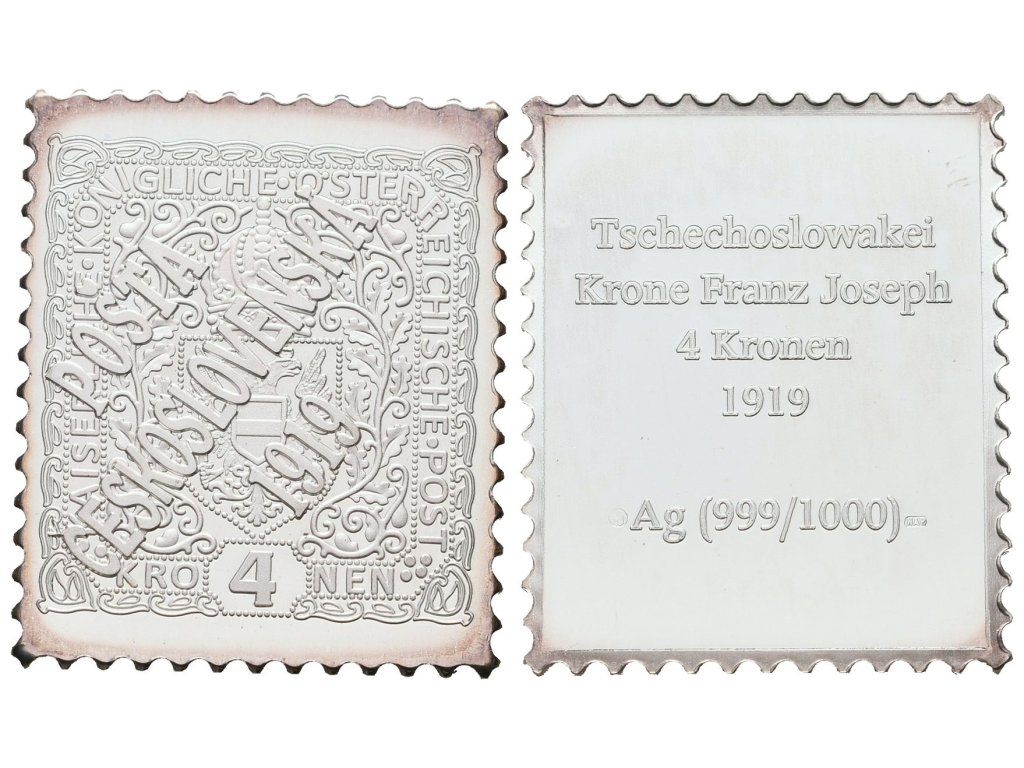 KAISERLICHE·KÖNIGLICHE·ÖSTERREICHISCHE·POST
POŠTA
ČESKOSLOVENSKÁ
1919
KRO 4 NEN
Tschechoslowakei
Krone Franz Joseph
4 Kronen
1919
Ag (999/1000)